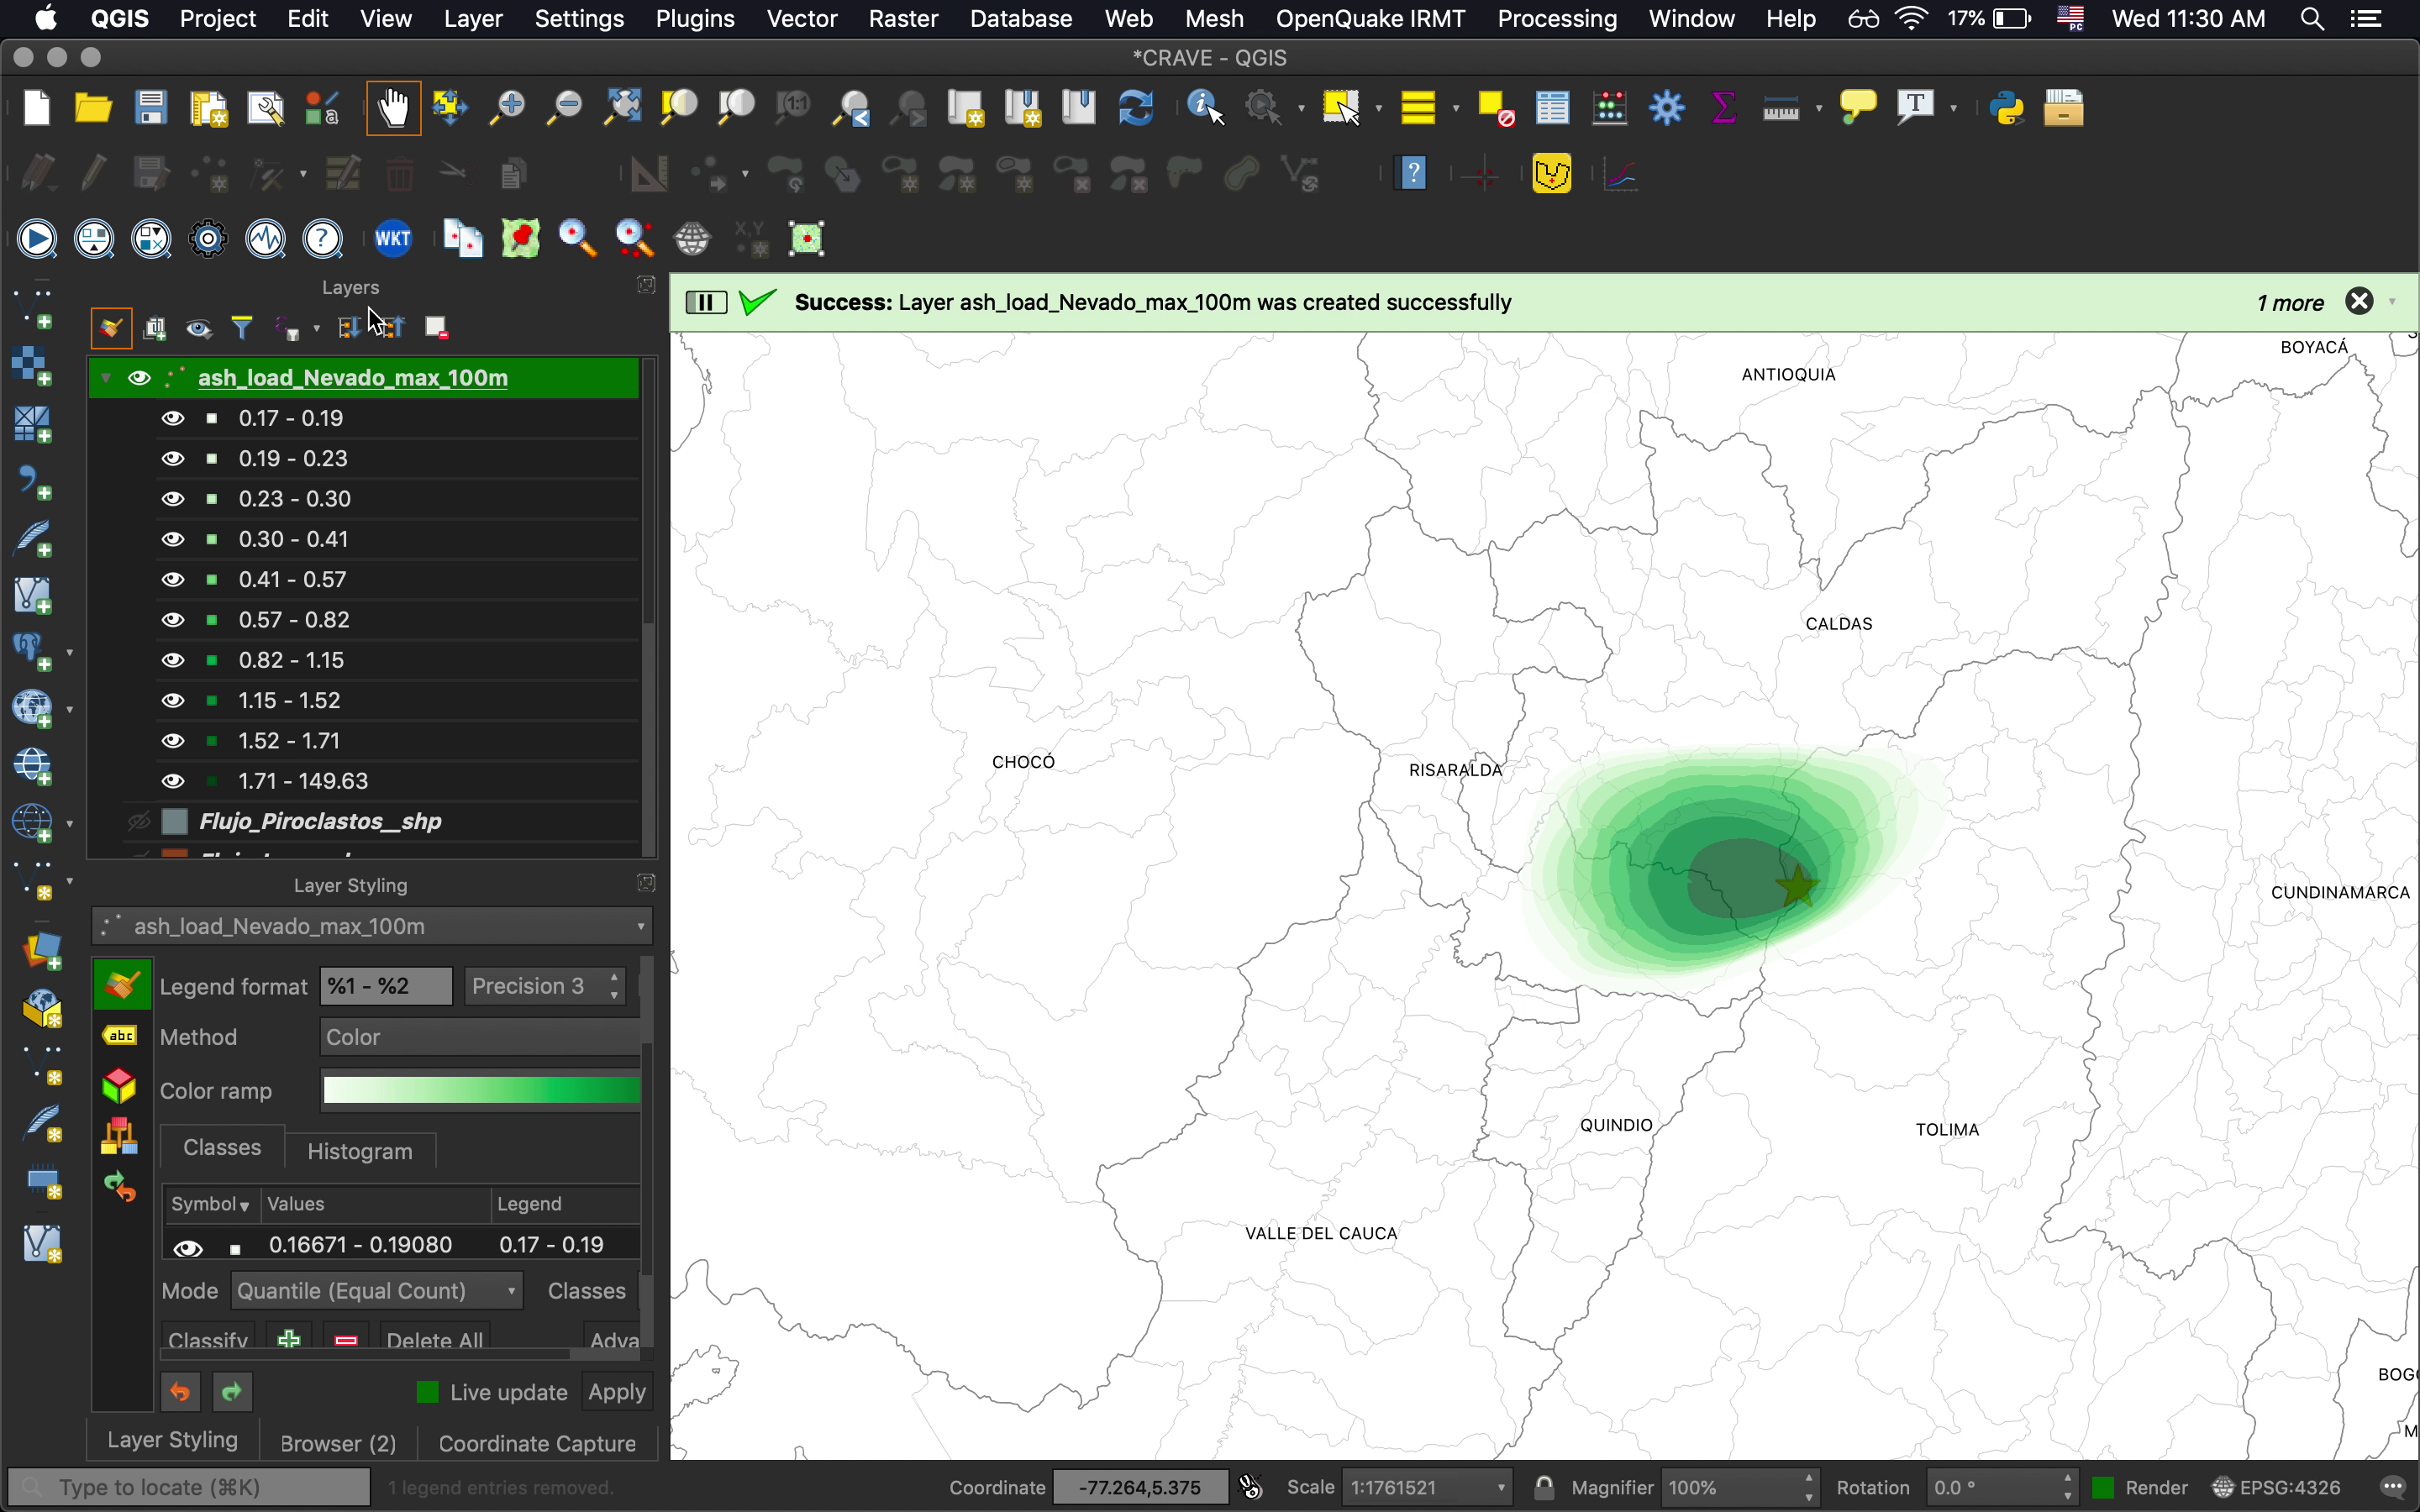 QGIS Project Edit View Layer Settings Plugins Vector Raster Database Web Mesh OpenQuake IRMT Processing Window Help 17% PC Wed 11:30 AM
*CRAVE - QGIS
a 1:1 T
?
? WKT X,Y
Layers
Success: Layer ash_load_Nevado_max_100m was created successfully 1 more
ash_load_Nevado_max_100m
0.17 - 0.19
0.19 - 0.23
0.23 - 0.30
0.30 - 0.41
0.41 - 0.57
0.57 - 0.82
0.82 - 1.15
1.15 - 1.52
1.52 - 1.71
1.71 - 149.63
Flujo_Piroclastos__shp
BOYACÁ
ANTIOQUIA
CALDAS
CHOCÓ
RISARALDA
CUNDINAMARCA
QUINDIO
TOLIMA
VALLE DEL CAUCA
BOG
M
Layer Styling
ash_load_Nevado_max_100m
Legend format %1 - %2 Precision 3
abc
Method Color
Color ramp
Classes Histogram
Symbol Values Legend
0.16671 - 0.19080 0.17 - 0.19
Mode Quantile (Equal Count) Classes
Classify Delete All Adva
Live update Apply
Layer Styling Browser (2) Coordinate Capture
Type to locate (⌘K) 1 legend entries removed. Coordinate -77.264,5.375 Scale 1:1761521 Magnifier 100% Rotation 0.0 ° Render EPSG:4326